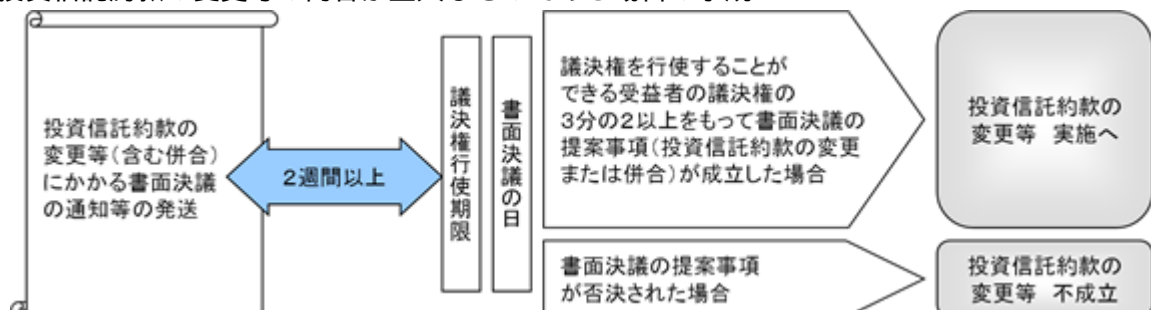 投資信託約款の
変更等（含む併合）
にかかる書面決議
の通知等の発送
2週間以上
議決権行使期限
書面決議の日
議決権を行使することが
できる受益者の議決権の
3分の2以上をもって書面決議の
提案事項（投資信託約款の変更
または併合）が成立した場合
投資信託約款の
変更等　実施へ
書面決議の提案事項
が否決された場合
投資信託約款の
変更等　不成立